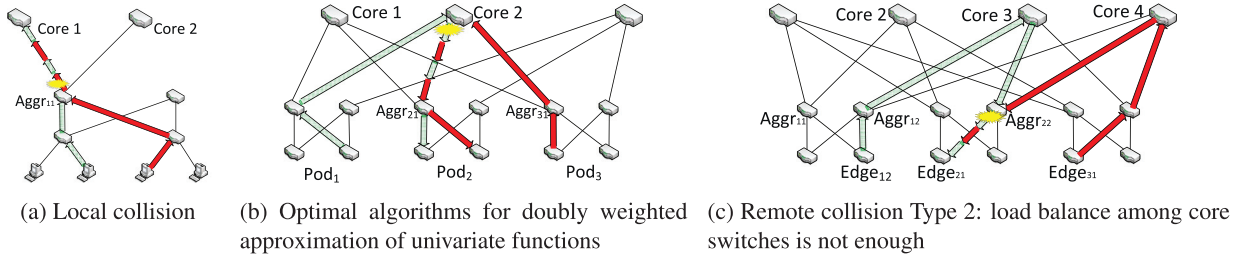 Core 1 Core 2
Aggr11
(a) Local collision
Core 1 Core 2
Aggr21 Aggr31
Pod1 Pod2 Pod3
(b) Optimal algorithms for doubly weighted
approximation of univariate functions
Core 2 Core 3 Core 4
Aggr11 Aggr12 Aggr22
Edge12 Edge21 Edge31
(c) Remote collision Type 2: load balance among core
switches is not enough